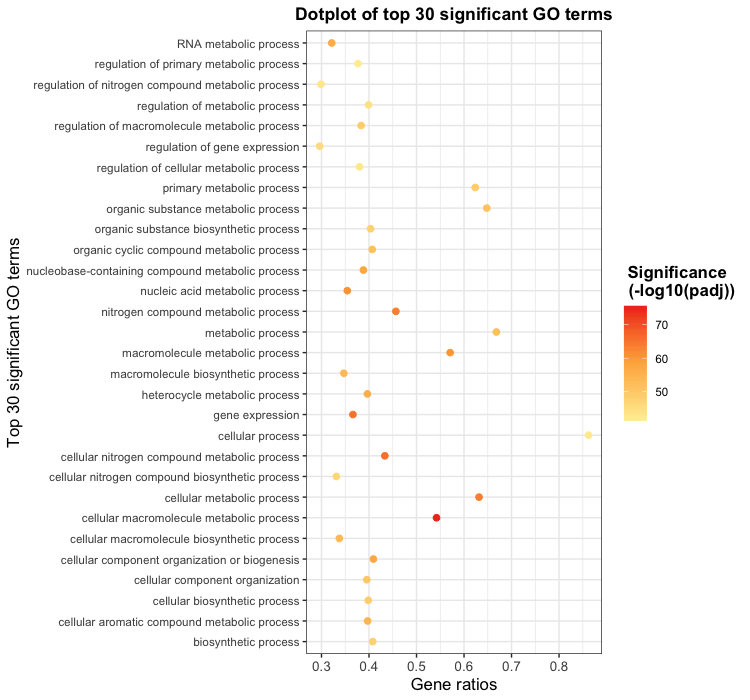 Dotplot of top 30 significant GO terms
Top 30 significant GO terms
RNA metabolic process
regulation of primary metabolic process
regulation of nitrogen compound metabolic process
regulation of metabolic process
regulation of macromolecule metabolic process
regulation of gene expression
regulation of cellular metabolic process
primary metabolic process
organic substance metabolic process
organic substance biosynthetic process
organic cyclic compound metabolic process
nucleobase-containing compound metabolic process
nucleic acid metabolic process
nitrogen compound metabolic process
metabolic process
macromolecule metabolic process
macromolecule biosynthetic process
heterocycle metabolic process
gene expression
cellular process
cellular nitrogen compound metabolic process
cellular nitrogen compound biosynthetic process
cellular metabolic process
cellular macromolecule metabolic process
cellular macromolecule biosynthetic process
cellular component organization or biogenesis
cellular component organization
cellular biosynthetic process
cellular aromatic compound metabolic process
biosynthetic process
0.3 0.4 0.5 0.6 0.7 0.8
Gene ratios
Significance
(-log10(padj))
70
60
50